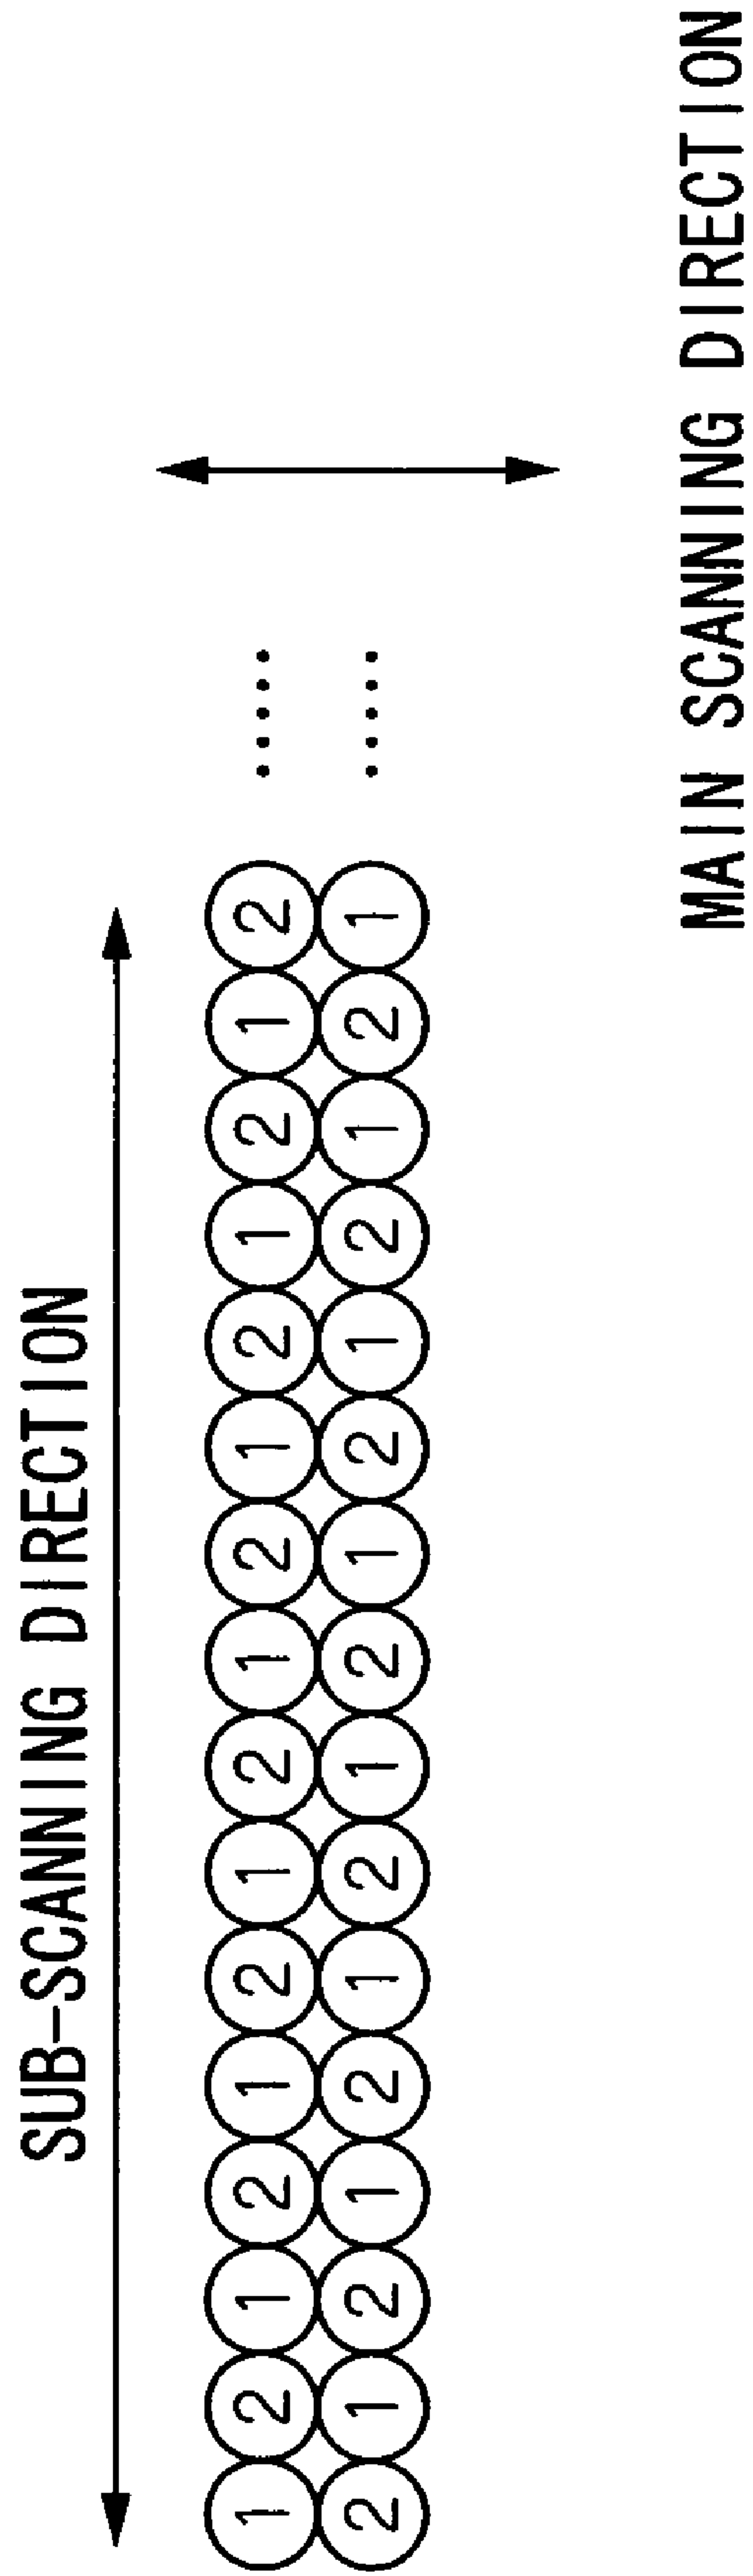 SUB-SCANNING DIRECTION
1 2 1 2 1 2 1 2 1 2 1 2 1 2 1 2 .....
2 1 2 1 2 1 2 1 2 1 2 1 2 1 2 1 .....
MAIN SCANNING DIRECTION